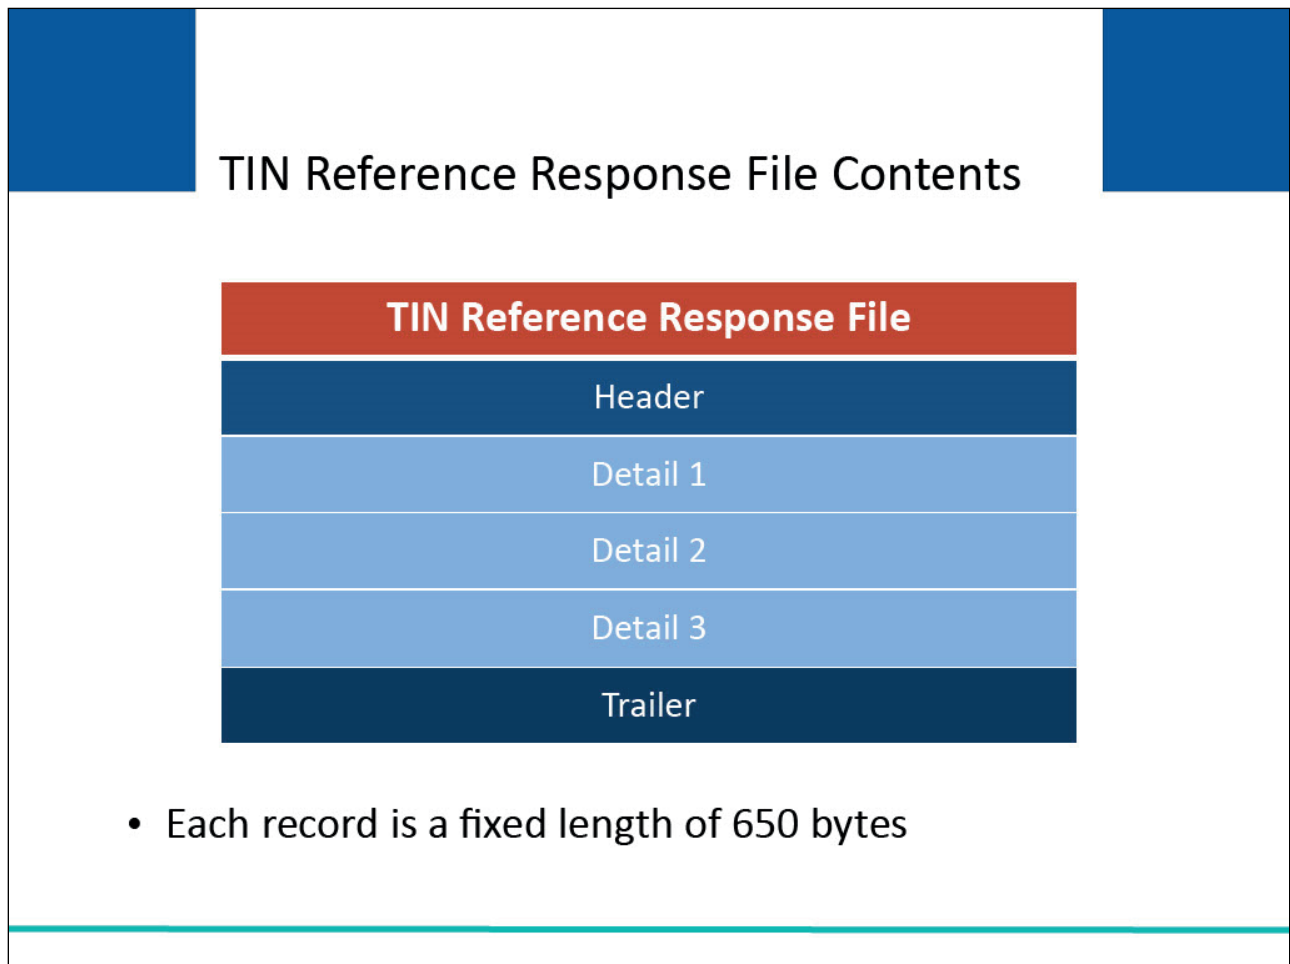 TIN Reference Response File Contents
TIN Reference Response File
Header
Detail 1
Detail 2
Detail 3
Trailer
• Each record is a fixed length of 650 bytes